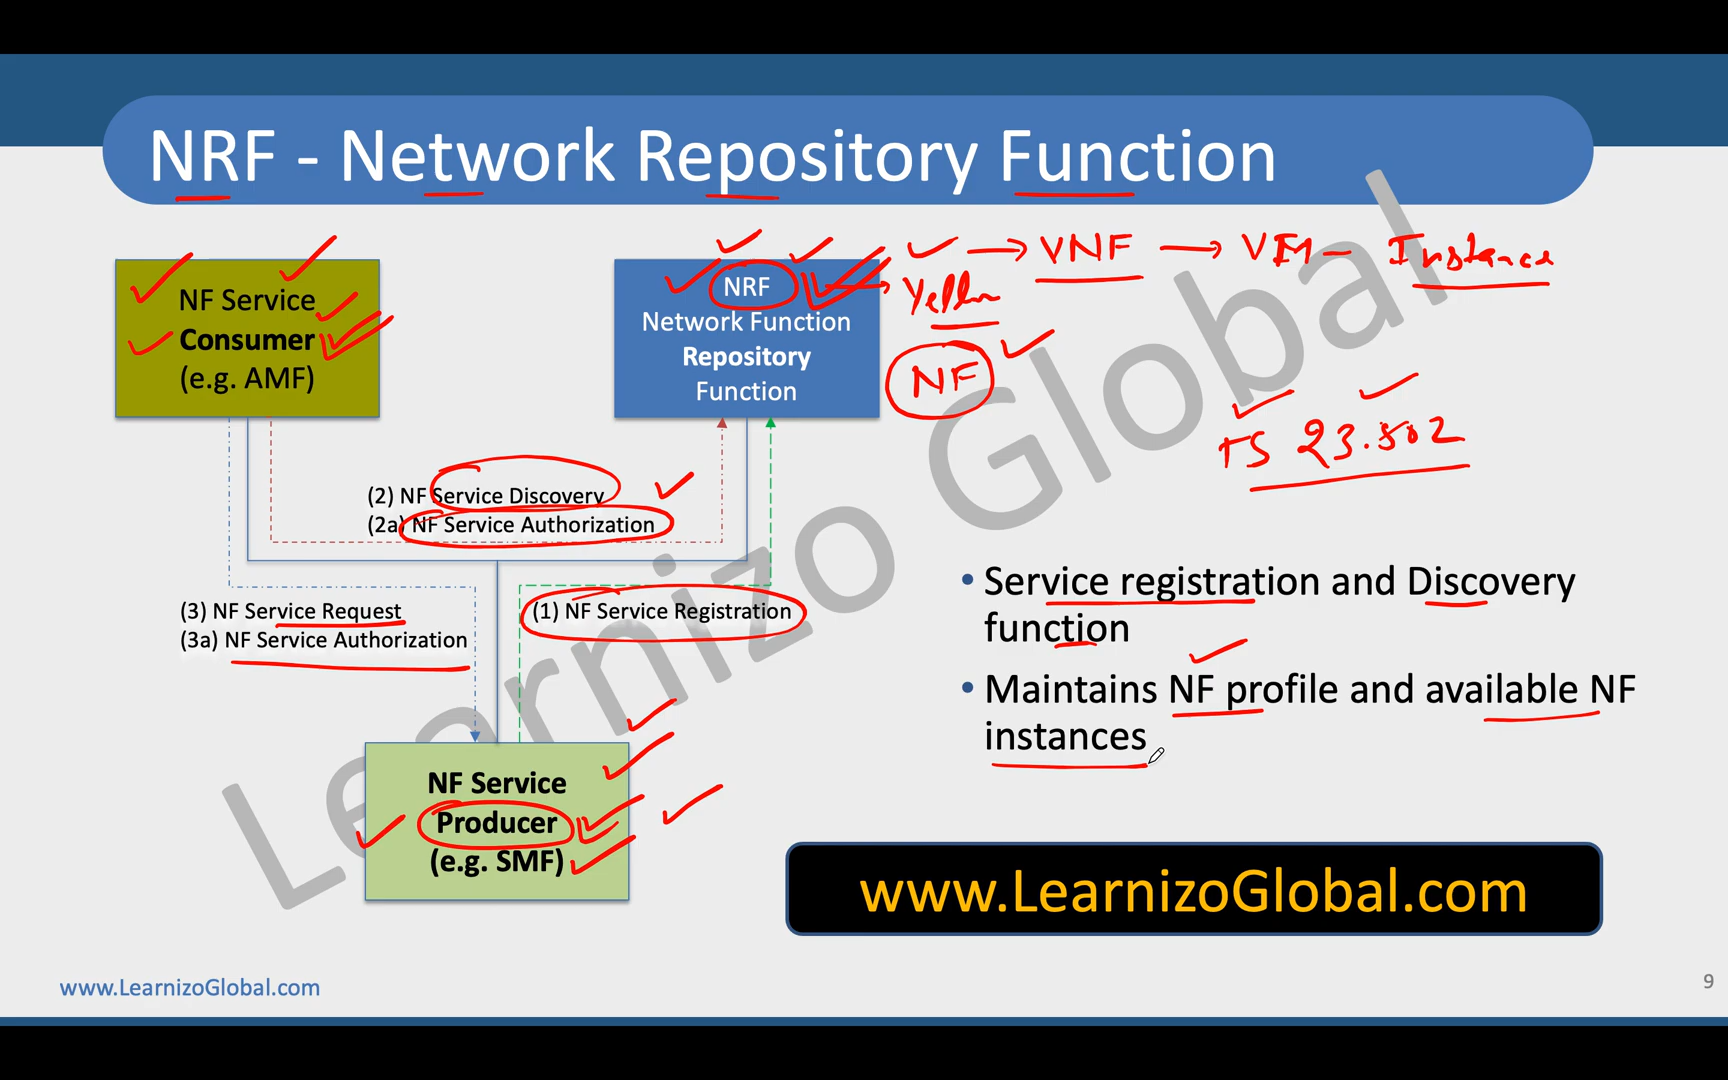 NRF - Network Repository Function
NF Service
Consumer
(e.g. AMF)
NRF
Network Function
Repository
Function
→ VNF → VM - Instance
NF
TS 23.502
(2) NF Service Discovery
(2a) NF Service Authorization
(3) NF Service Request
(3a) NF Service Authorization
(1) NF Service Registration
NF Service
Producer
(e.g. SMF)
• Service registration and Discovery
function
• Maintains NF profile and available NF
instances
www.LearnizoGlobal.com
Learnizo Global
www.LearnizoGlobal.com
9